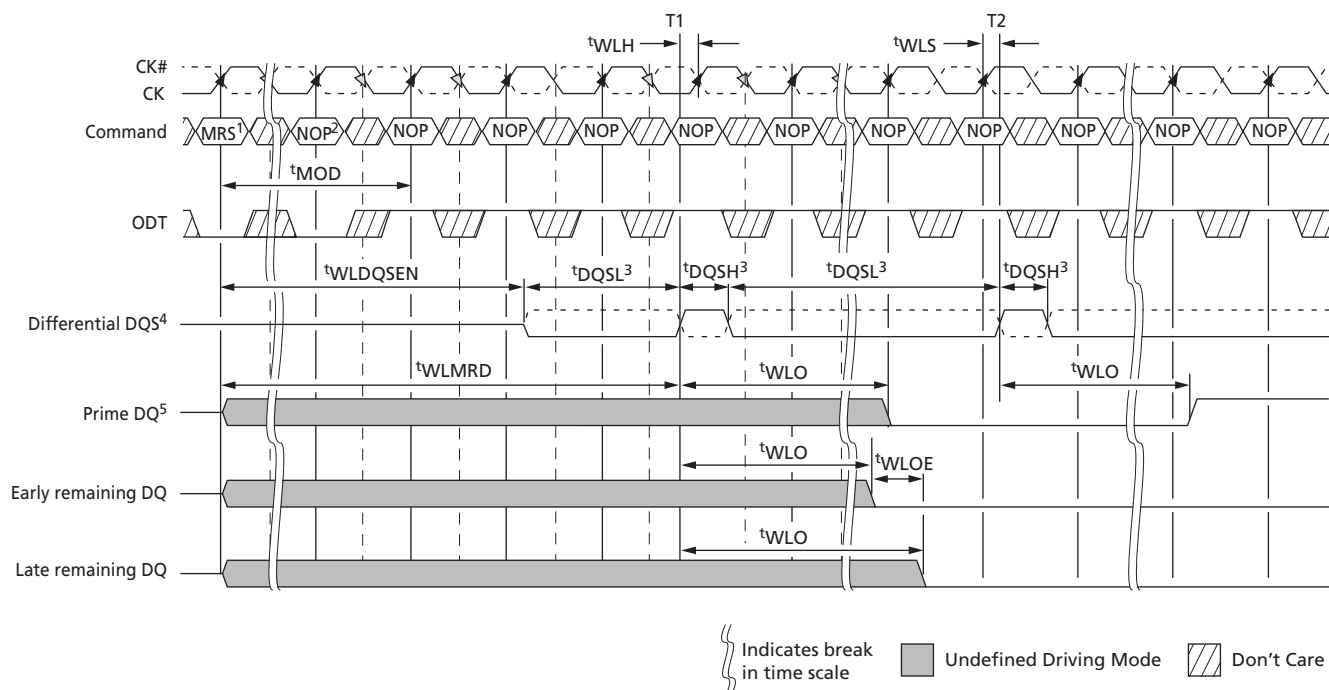 T1 T2
tWLH tWLS
CK#
CK
Command MRS1 NOP2 NOP NOP NOP NOP NOP NOP NOP NOP NOP NOP
tMOD
ODT
tWLDQSEN tDQSL3 tDQSH3 tDQSL3 tDQSH3
Differential DQS4
tWLMRD tWLO tWLO
Prime DQ5
tWLO tWLOE
Early remaining DQ
tWLO
Late remaining DQ
Indicates break
in time scale
Undefined Driving Mode
Don't Care